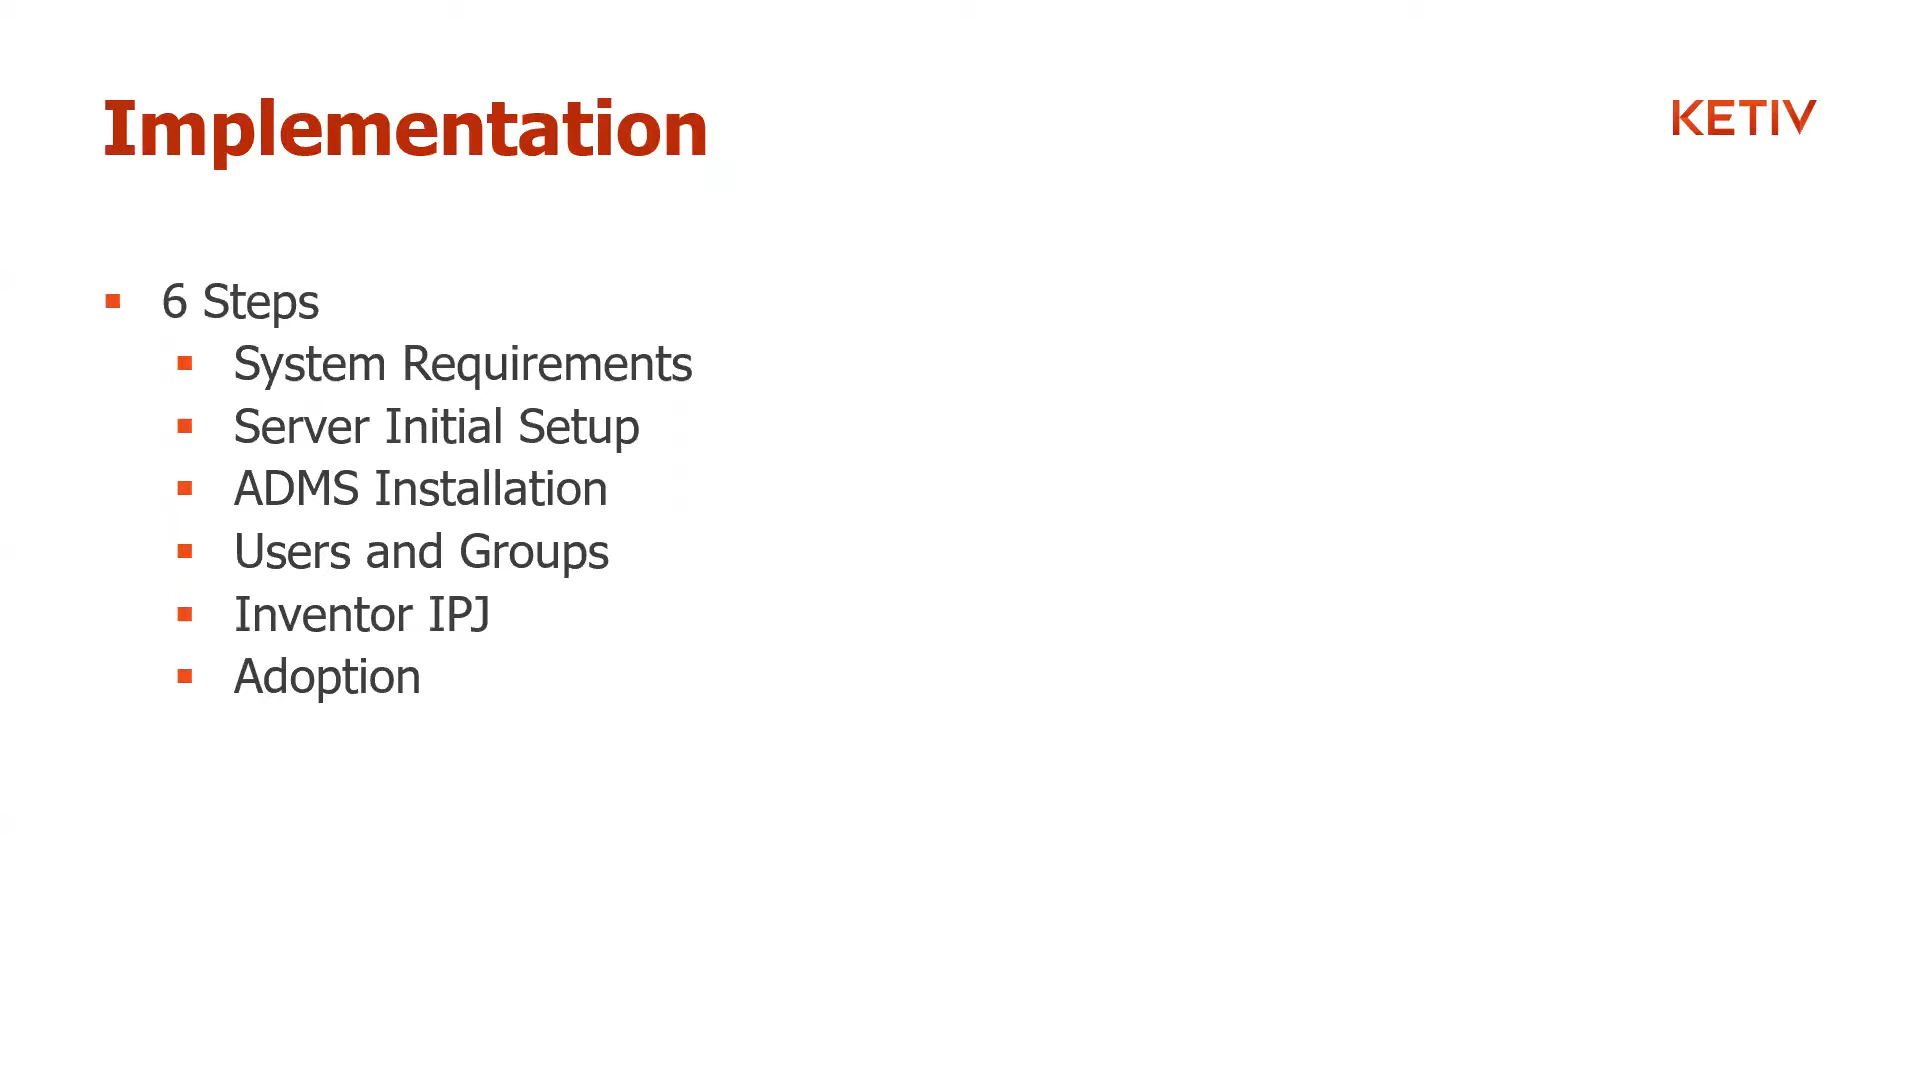 Implementation
KETIV
6 Steps
System Requirements
Server Initial Setup
ADMS Installation
Users and Groups
Inventor IPJ
Adoption